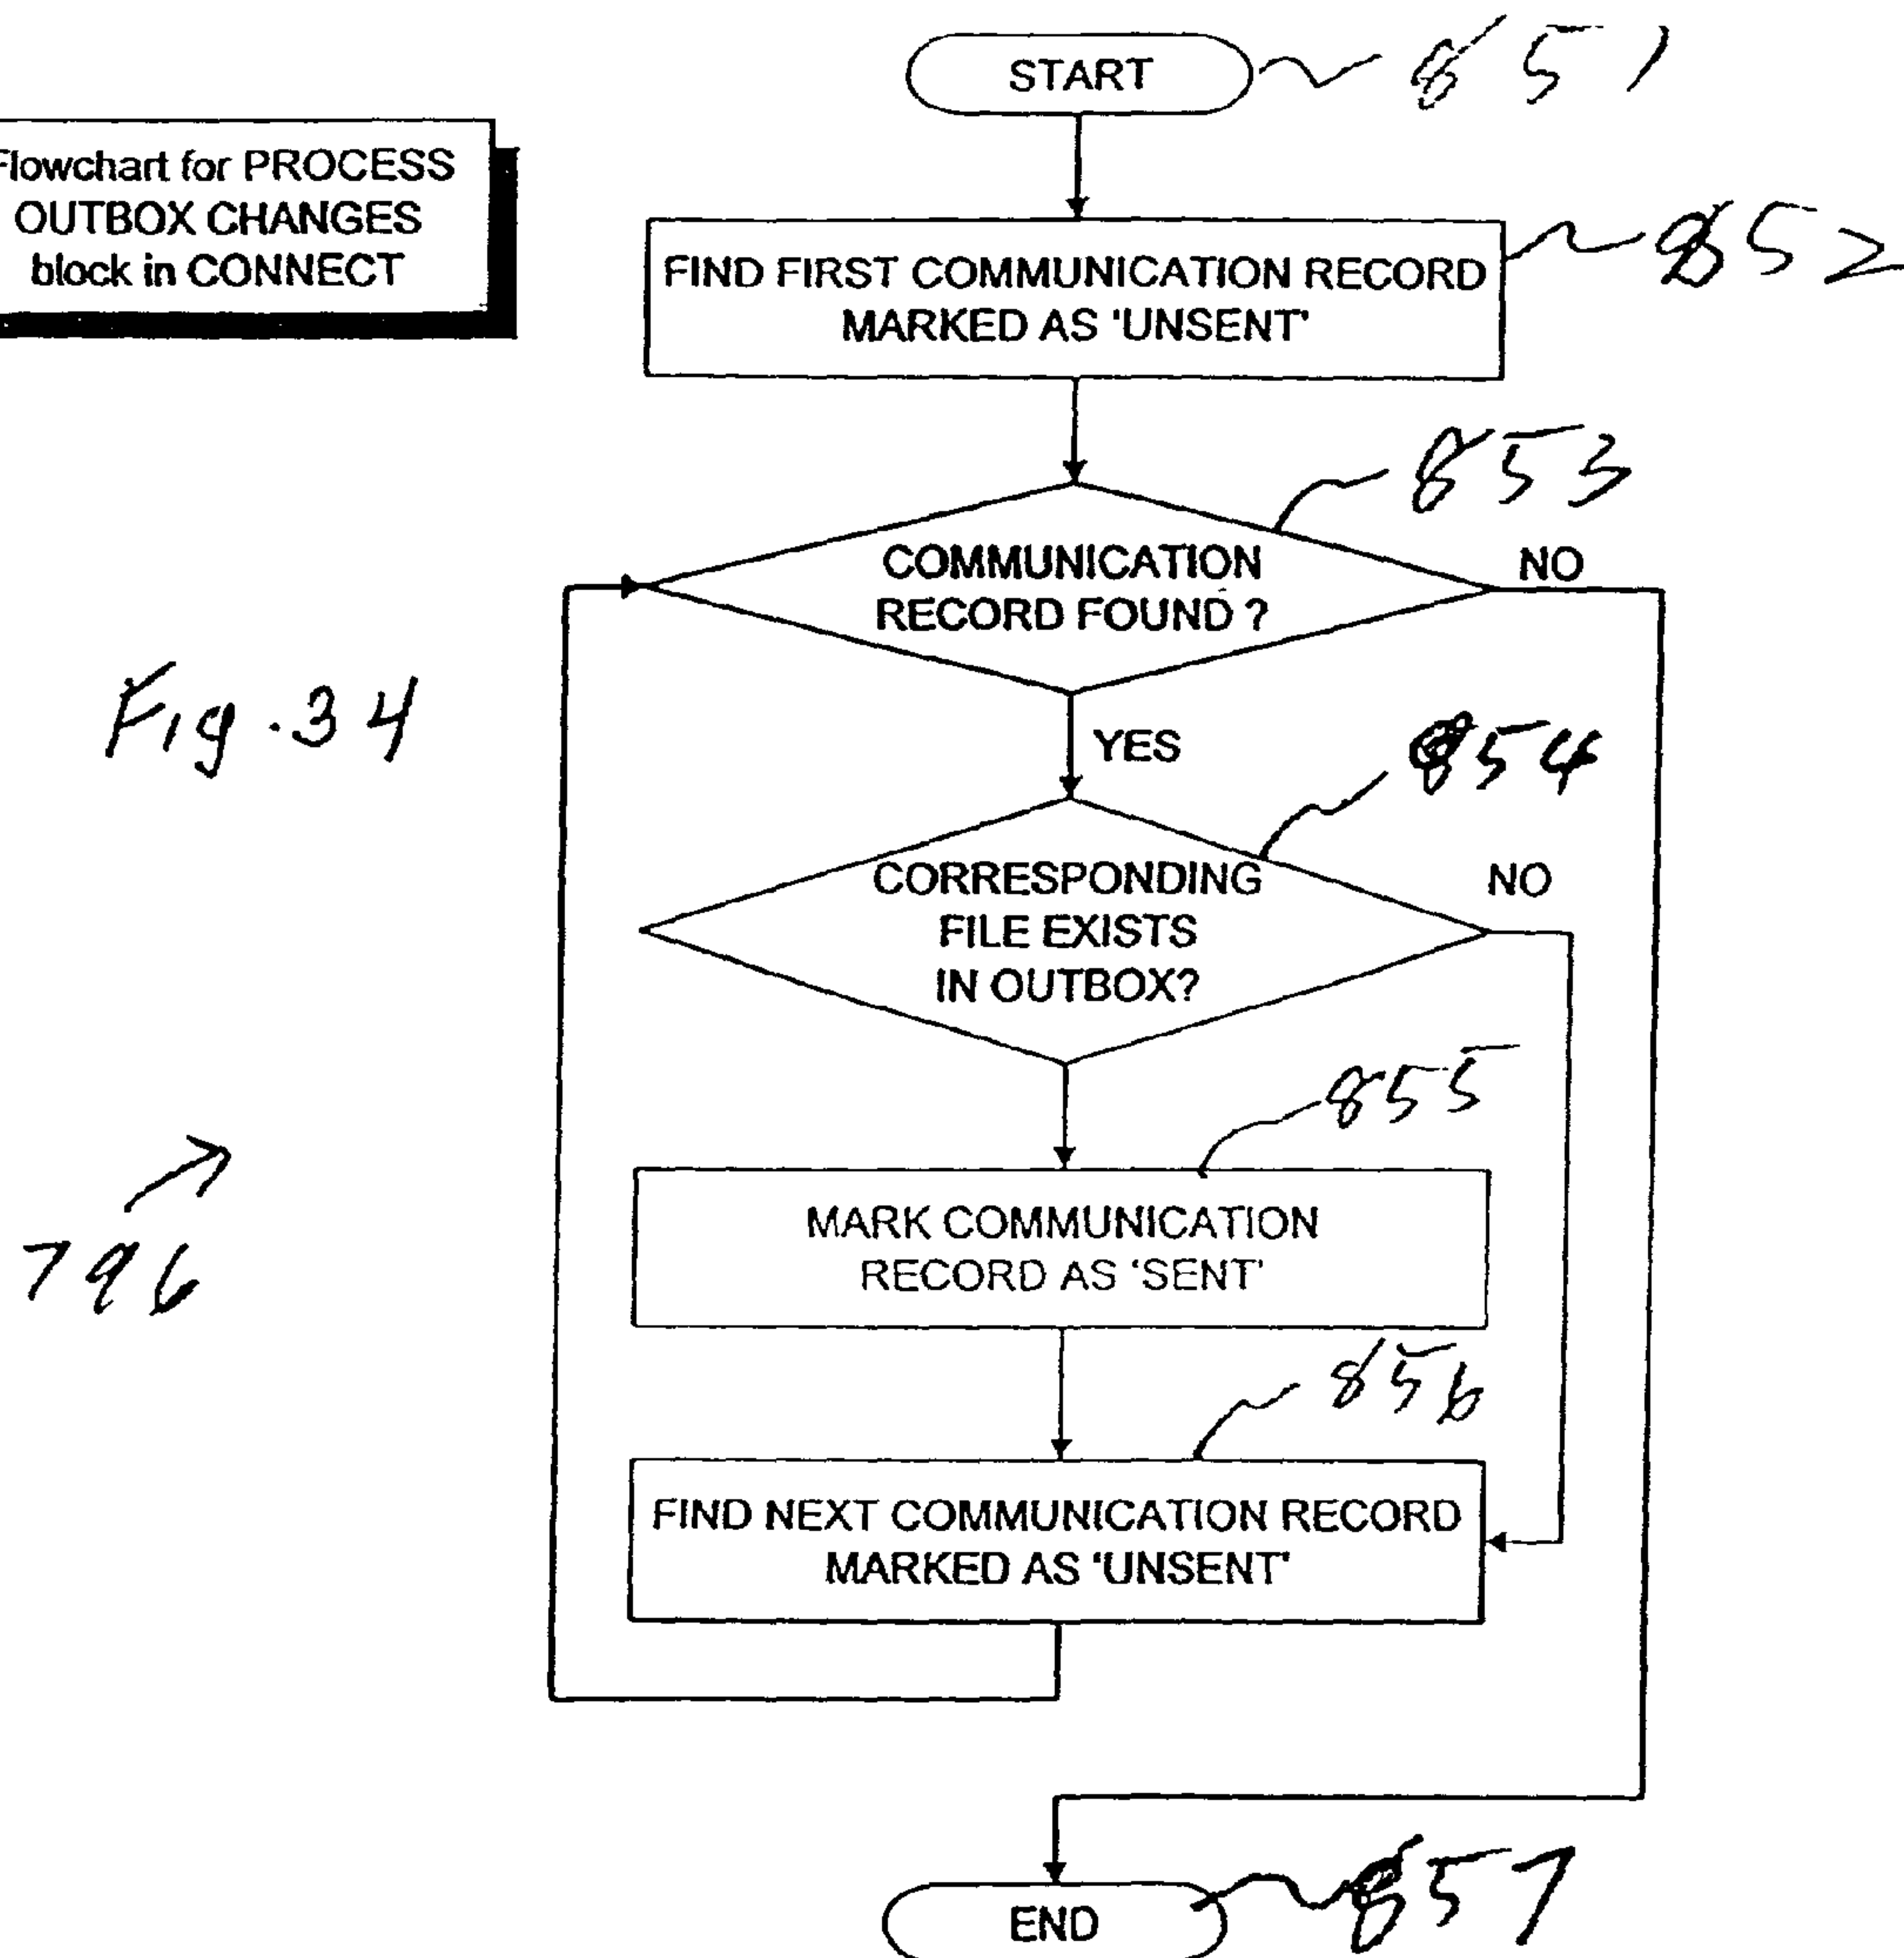 START
851
Flowchart for PROCESS
OUTBOX CHANGES
block in CONNECT
FIND FIRST COMMUNICATION RECORD
MARKED AS 'UNSENT'
852
853
COMMUNICATION
RECORD FOUND ?
NO
Fig. 34
YES
854
CORRESPONDING
FILE EXISTS
IN OUTBOX?
NO
855
796
MARK COMMUNICATION
RECORD AS 'SENT'
856
FIND NEXT COMMUNICATION RECORD
MARKED AS 'UNSENT'
END
857